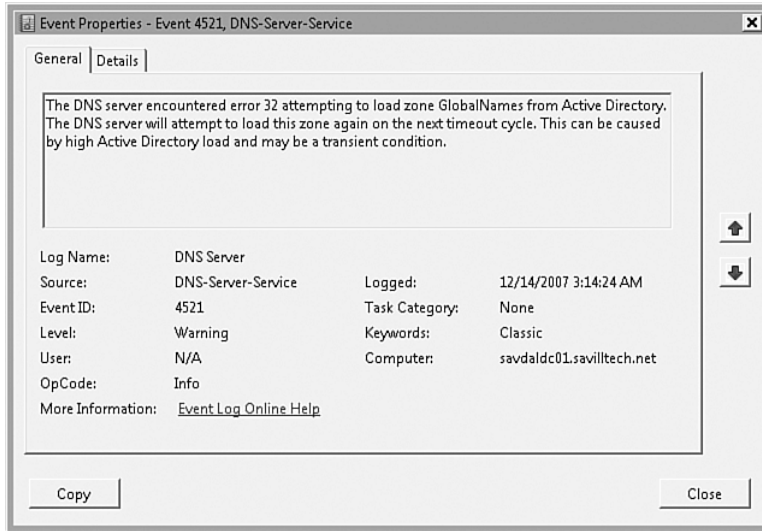 Event Properties - Event 4521, DNS-Server-Service
General Details
The DNS server encountered error 32 attempting to load zone GlobalNames from Active Directory.
The DNS server will attempt to load this zone again on the next timeout cycle. This can be caused
by high Active Directory load and may be a transient condition.
Log Name: DNS Server
Source: DNS-Server-Service Logged: 12/14/2007 3:14:24 AM
Event ID: 4521 Task Category: None
Level: Warning Keywords: Classic
User: N/A Computer: savdaldc01.savilltech.net
OpCode: Info
More Information: Event Log Online Help
Copy Close